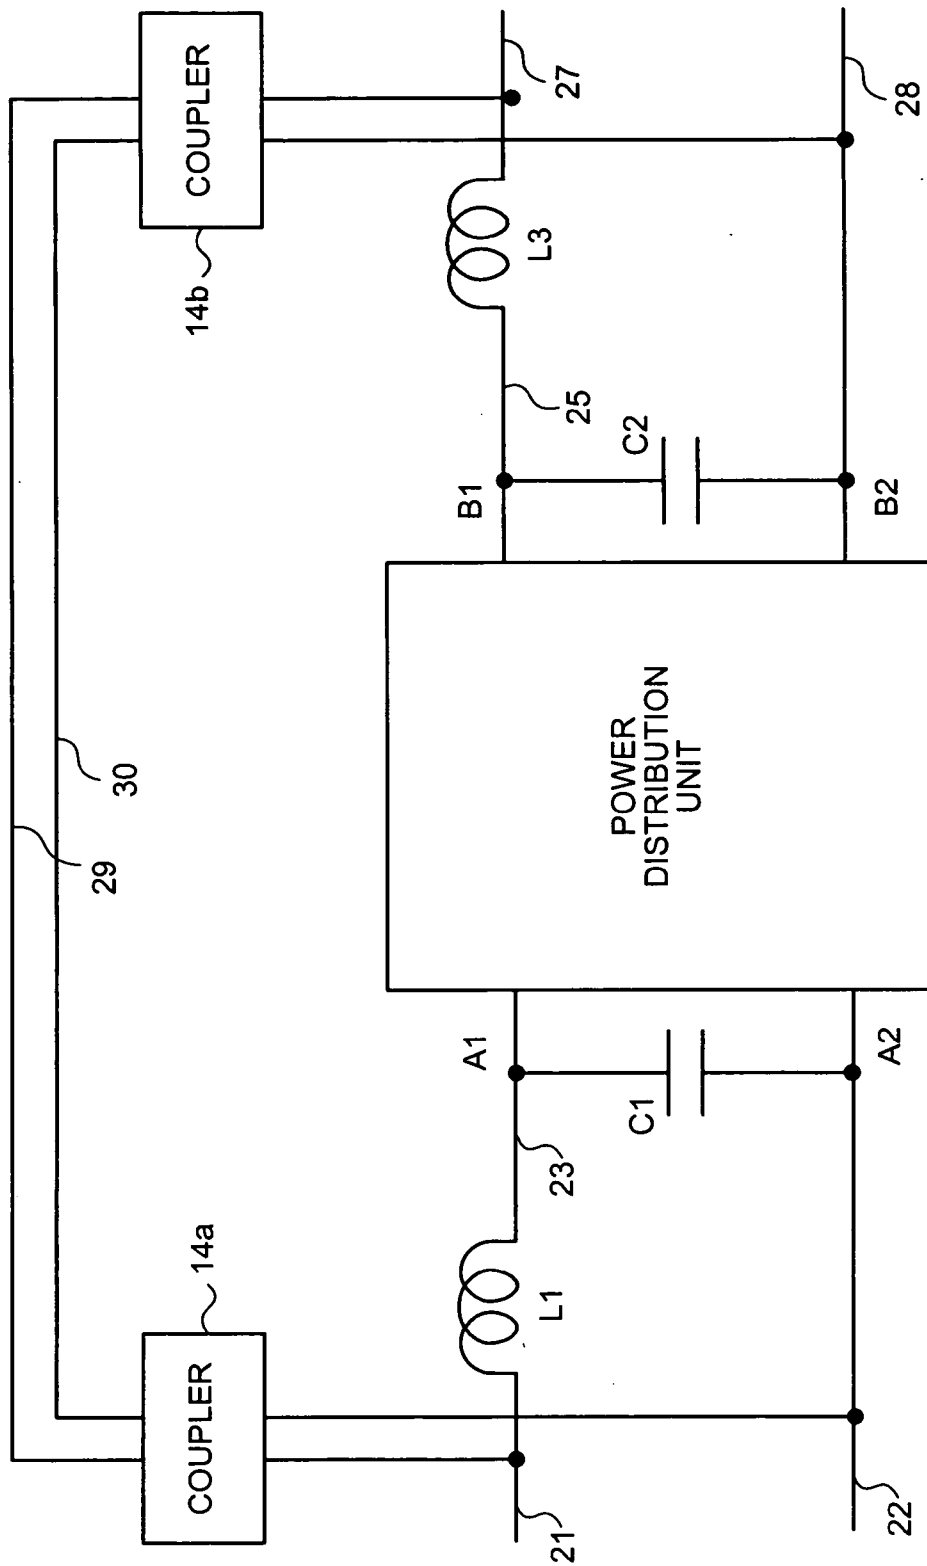 29
30
COUPLER
14a
COUPLER
14b
21
L1
23
A1
C1
22
A2
POWER
DISTRIBUTION
UNIT
B1
25
L3
27
C2
B2
28